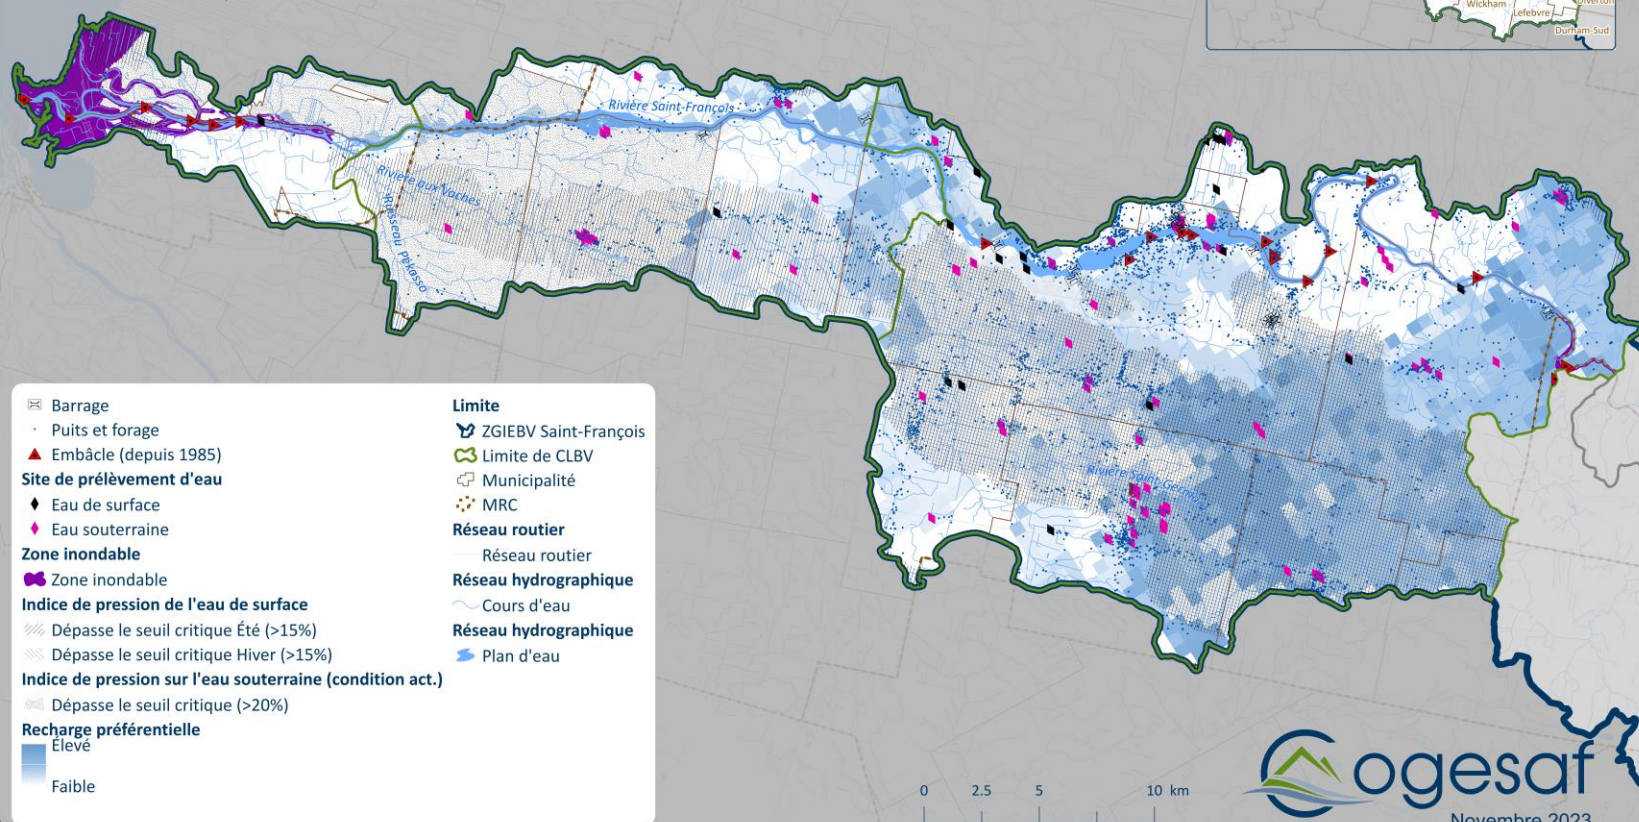 Wickham
Lefebvre
Ulverton
Durham-Sud
Rivière Saint-François
Rivière aux Vaches
Ruisseau Pekasso
Rivière Saint-Germain
Barrage
Puits et forage
Embâcle (depuis 1985)
Site de prélèvement d'eau
Eau de surface
Eau souterraine
Zone inondable
Zone inondable
Indice de pression de l'eau de surface
Dépasse le seuil critique Été (>15%)
Dépasse le seuil critique Hiver (>15%)
Indice de pression sur l'eau souterraine (condition act.)
Dépasse le seuil critique (>20%)
Recharge préférentielle
Élevé
Faible
Limite
ZGIEBV Saint-François
Limite de CLBV
Municipalité
MRC
Réseau routier
Réseau routier
Réseau hydrographique
Cours d'eau
Réseau hydrographique
Plan d'eau
0 2.5 5 10 km
Cogesaf
Novembre 2023